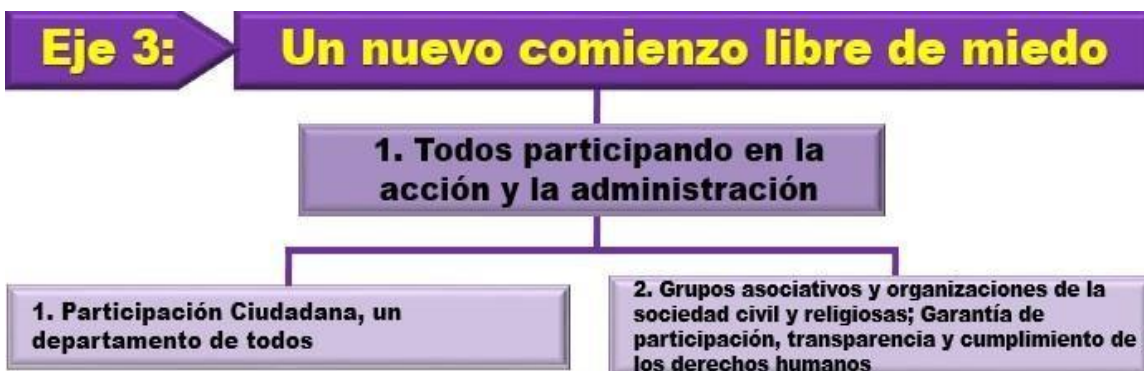 Eje 3:
Un nuevo comienzo libre de miedo
1. Todos participando en la
acción y la administración
1. Participación Ciudadana, un
departamento de todos
2. Grupos asociativos y organizaciones de la
sociedad civil y religiosas; Garantía de
participación, transparencia y cumplimiento de
los derechos humanos